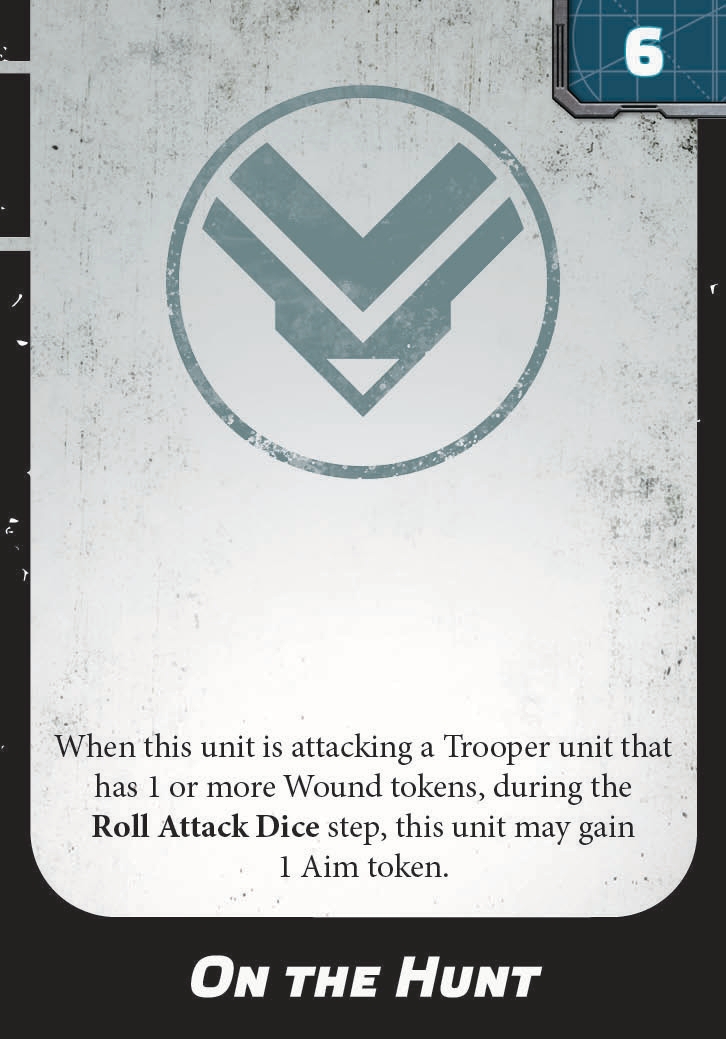 6
When this unit is attacking a Trooper unit that
has 1 or more Wound tokens, during the
Roll Attack Dice step, this unit may gain
1 Aim token.
On the Hunt